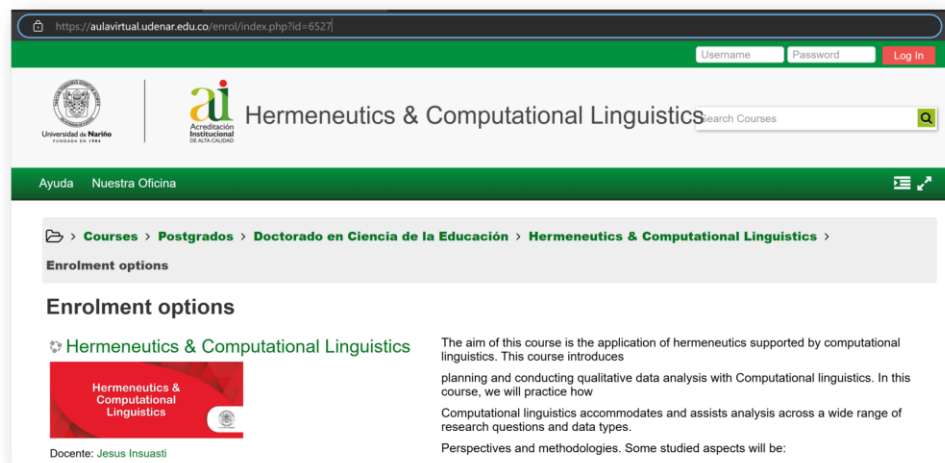 https://aulavirtual.udenar.edu.co/enrol/index.php?id=6527
Username Password Log In
Universidad de Nariño
FUNDADA EN 1904
ai
Acreditación
Institucional
DE ALTA CALIDAD
Hermeneutics & Computational Linguistics
Search Courses
Ayuda Nuestra Oficina
> Courses > Postgrados > Doctorado en Ciencia de la Educación > Hermeneutics & Computational Linguistics >
Enrolment options
Enrolment options
Hermeneutics & Computational Linguistics
Hermeneutics &
Computational
Linguistics
Docente: Jesus Insuasti
The aim of this course is the application of hermeneutics supported by computational
linguistics. This course introduces
planning and conducting qualitative data analysis with Computational linguistics. In this
course, we will practice how
Computational linguistics accommodates and assists analysis across a wide range of
research questions and data types.
Perspectives and methodologies. Some studied aspects will be: